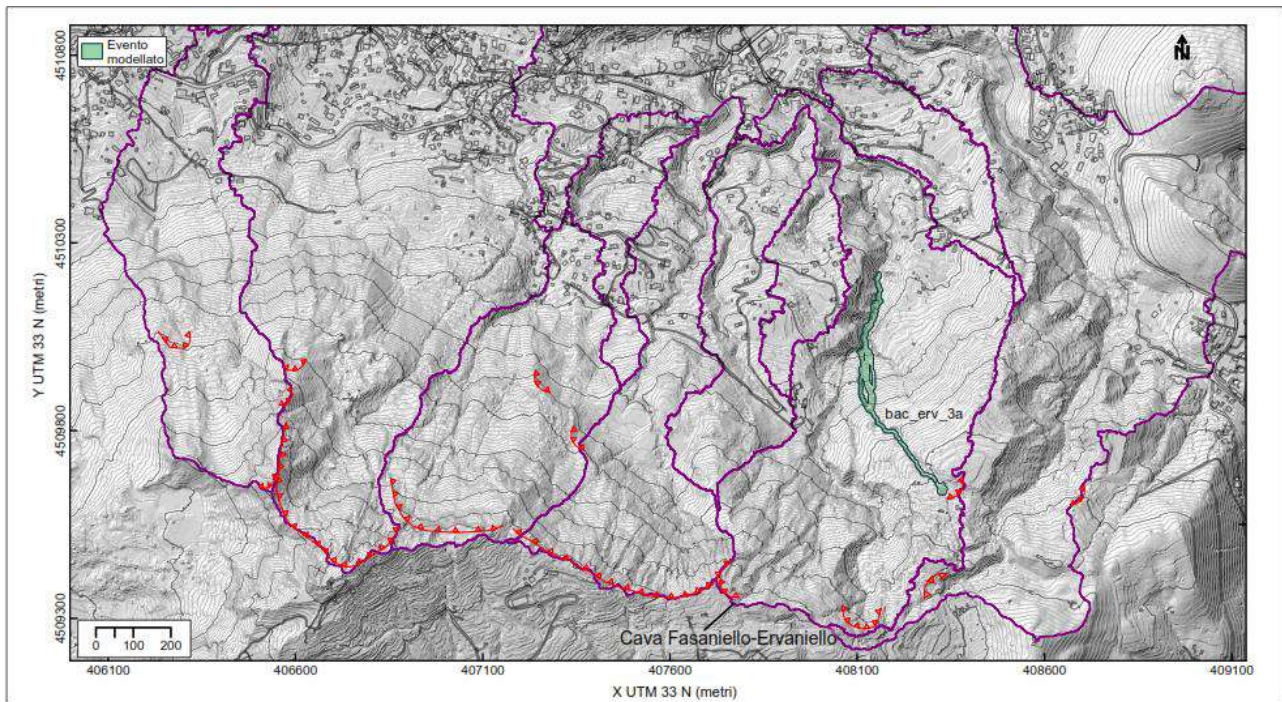 Evento
modellato
N
4510800
4510300
4509800
4509300
Y UTM 33 N (metri)
bac_erv_3a
Cava Fasaniello-Ervaniello
0 100 200
406100 406600 407100 407600 408100 408600 409100
X UTM 33 N (metri)